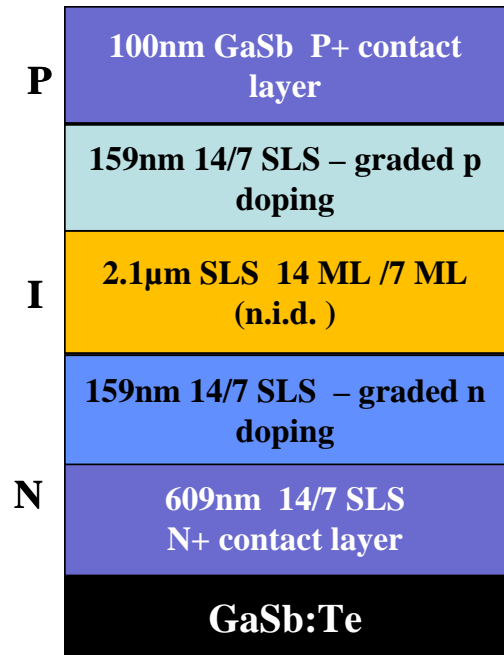 P
100nm GaSb P+ contact
layer
159nm 14/7 SLS – graded p
doping
I
2.1µm SLS 14 ML /7 ML
(n.i.d. )
159nm 14/7 SLS – graded n
doping
N
609nm 14/7 SLS
N+ contact layer
GaSb:Te